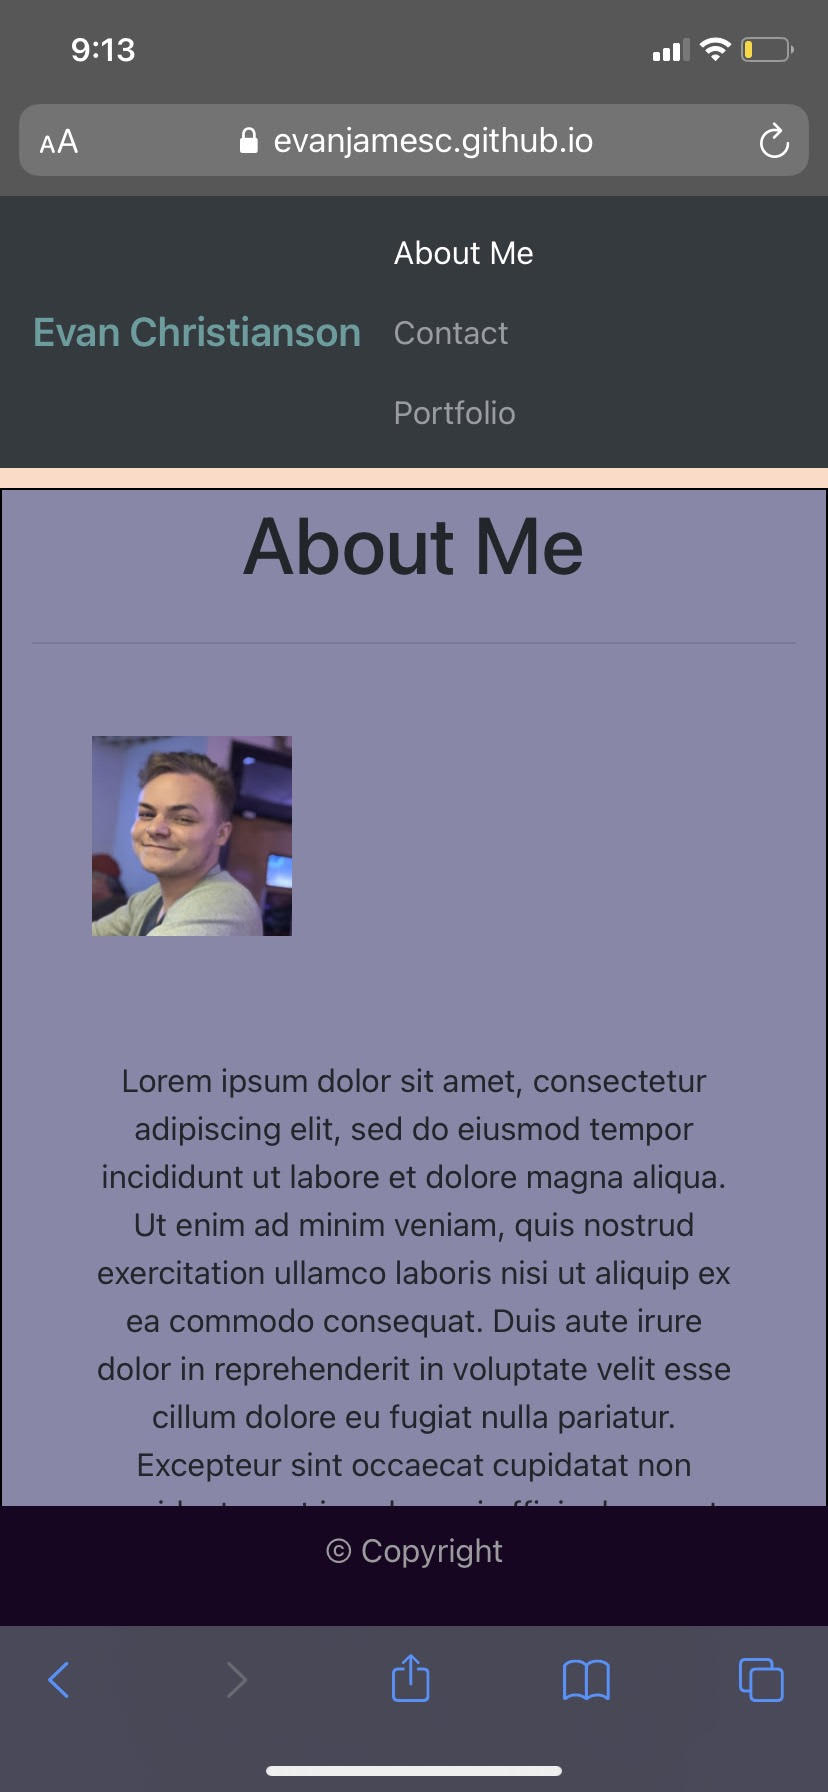 9:13
AA
evanjamesc.github.io
Evan Christianson
About Me
Contact
Portfolio
About Me
Lorem ipsum dolor sit amet, consectetur
adipiscing elit, sed do eiusmod tempor
incididunt ut labore et dolore magna aliqua.
Ut enim ad minim veniam, quis nostrud
exercitation ullamco laboris nisi ut aliquip ex
ea commodo consequat. Duis aute irure
dolor in reprehenderit in voluptate velit esse
cillum dolore eu fugiat nulla pariatur.
Excepteur sint occaecat cupidatat non
© Copyright